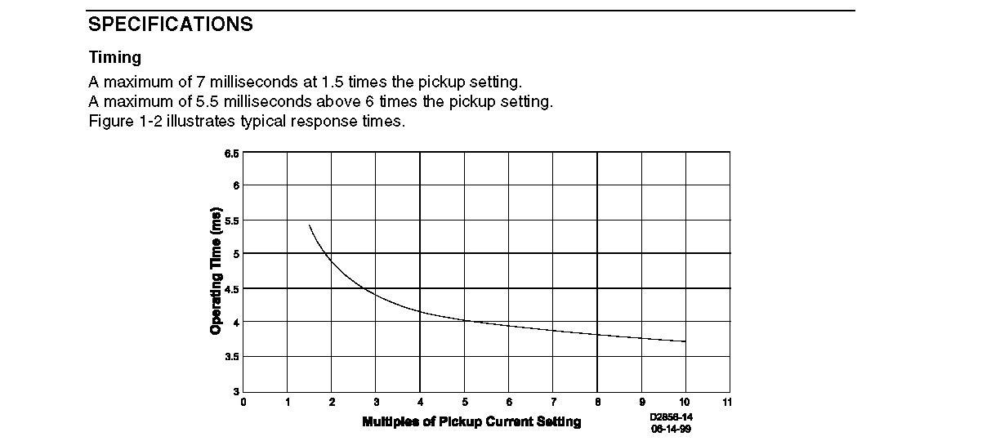 SPECIFICATIONS
Timing
A maximum of 7 milliseconds at 1.5 times the pickup setting.
A maximum of 5.5 milliseconds above 6 times the pickup setting.
Figure 1-2 illustrates typical response times.
6.5
6
5.5
5
4.5
4
3.5
3
Operating Time (ms)
0 1 2 3 4 5 6 7 8 9 10 11
Multiples of Pickup Current Setting
D2856-14
06-14-99